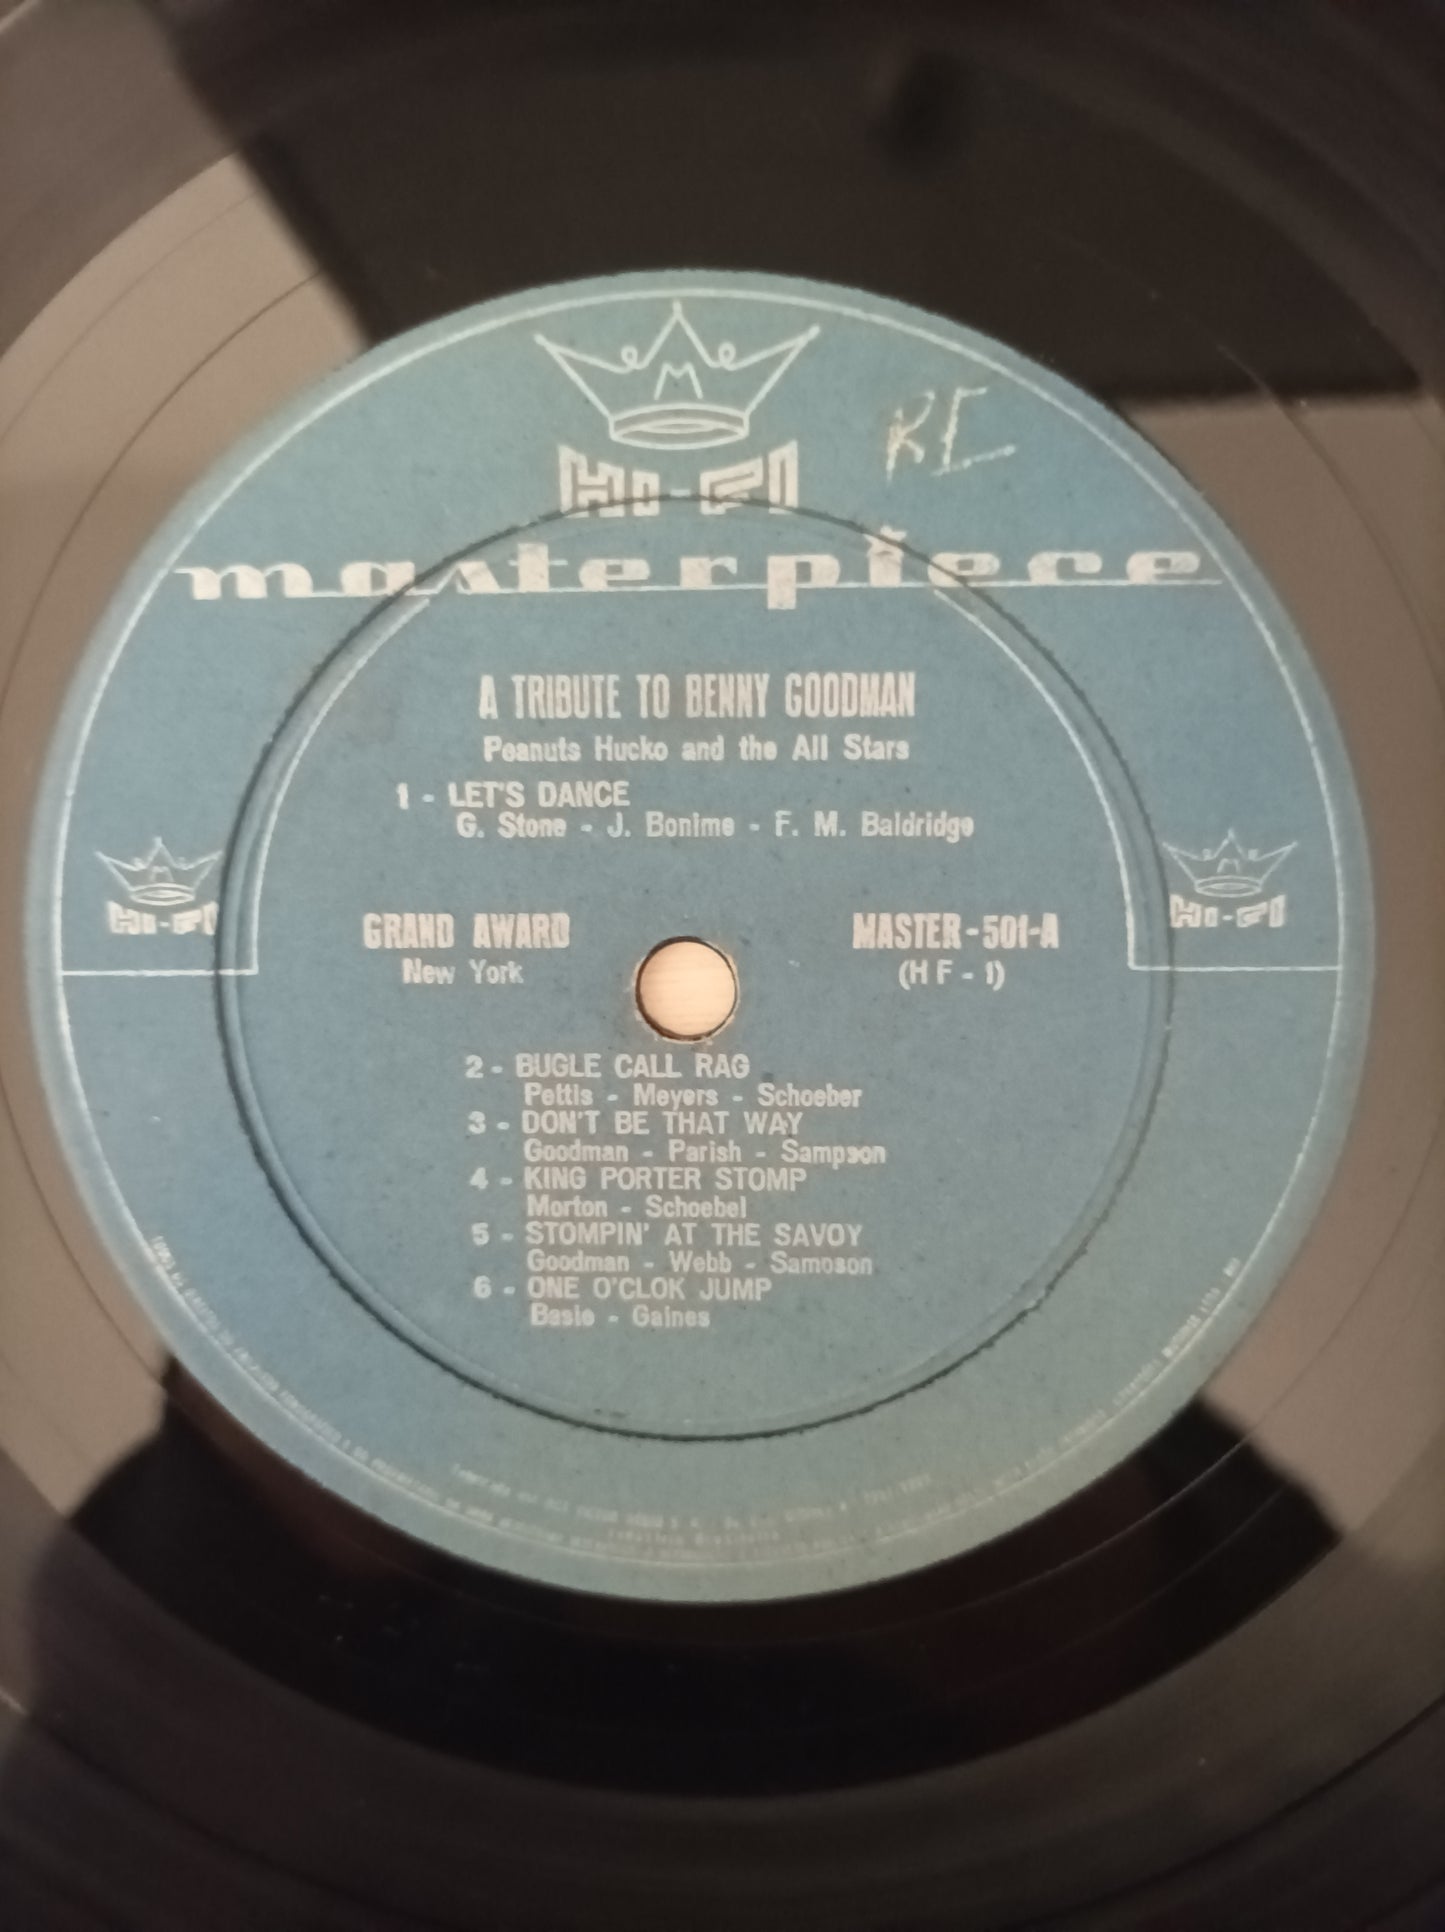 M
RE
HI-FI
masterpiece
A TRIBUTE TO BENNY GOODMAN
Peanuts Hucko and the All Stars
1 - LET'S DANCE
G. Stone - J. Bonime - F. M. Baldridge
M
HI-FI
M
HI-FI
GRAND AWARD
New York
MASTER-501-A
(HF-1)
2 - BUGLE CALL RAG
Pettis - Meyers - Schoeber
3 - DON'T BE THAT WAY
Goodman - Parish - Sampson
4 - KING PORTER STOMP
Morton - Schoebel
5 - STOMPIN' AT THE SAVOY
Goodman - Webb - Samoson
6 - ONE O'CLOK JUMP
Basie - Gaines